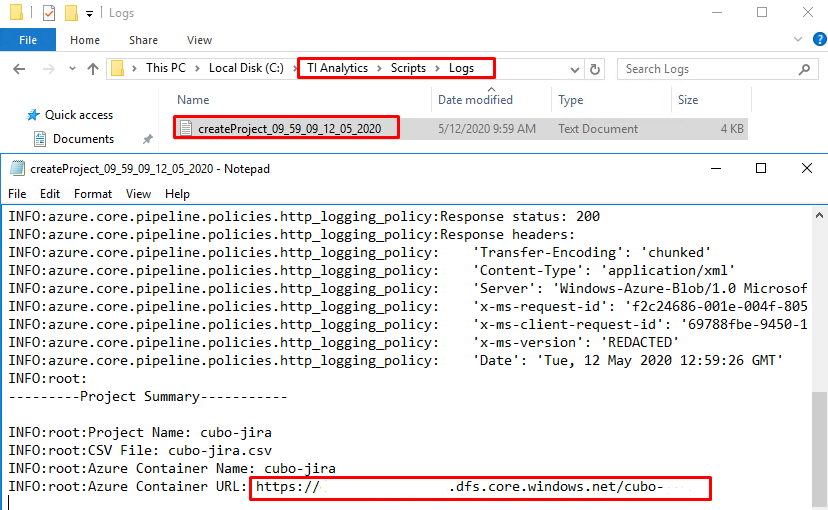 Logs
File Home Share View
This PC Local Disk (C:) TI Analytics Scripts Logs Search Logs
Name Date modified Type Size
Quick access
createProject_09_59_09_12_05_2020 5/12/2020 9:59 AM Text Document 4 KB
Documents
createProject_09_59_09_12_05_2020 - Notepad
File Edit Format View Help
INFO:azure.core.pipeline.policies.http_logging_policy:Response status: 200
INFO:azure.core.pipeline.policies.http_logging_policy:Response headers:
INFO:azure.core.pipeline.policies.http_logging_policy:    'Transfer-Encoding': 'chunked'
INFO:azure.core.pipeline.policies.http_logging_policy:    'Content-Type': 'application/xml'
INFO:azure.core.pipeline.policies.http_logging_policy:    'Server': 'Windows-Azure-Blob/1.0 Microsof
INFO:azure.core.pipeline.policies.http_logging_policy:    'x-ms-request-id': 'f2c24686-001e-004f-805
INFO:azure.core.pipeline.policies.http_logging_policy:    'x-ms-client-request-id': '69788fbe-9450-1
INFO:azure.core.pipeline.policies.http_logging_policy:    'x-ms-version': 'REDACTED'
INFO:azure.core.pipeline.policies.http_logging_policy:    'Date': 'Tue, 12 May 2020 12:59:26 GMT'
INFO:root:
---------Project Summary-----------
INFO:root:Project Name: cubo-jira
INFO:root:CSV File: cubo-jira.csv
INFO:root:Azure Container Name: cubo-jira
INFO:root:Azure Container URL: https:// .dfs.core.windows.net/cubo-